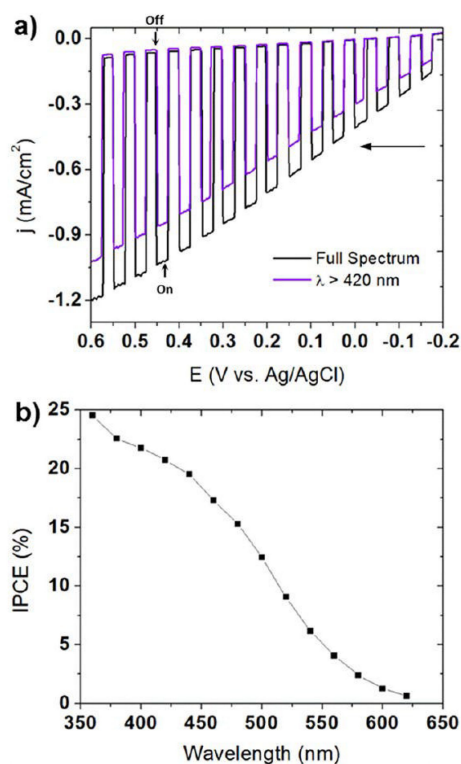 a)
Off
0.0
-0.3
-0.6
-0.9
-1.2
j (mA/cm²)
On
Full Spectrum
λ > 420 nm
0.6 0.5 0.4 0.3 0.2 0.1 0.0 -0.1 -0.2
E (V vs. Ag/AgCl)
b)
25
20
15
10
5
0
IPCE (%)
350 400 450 500 550 600 650
Wavelength (nm)